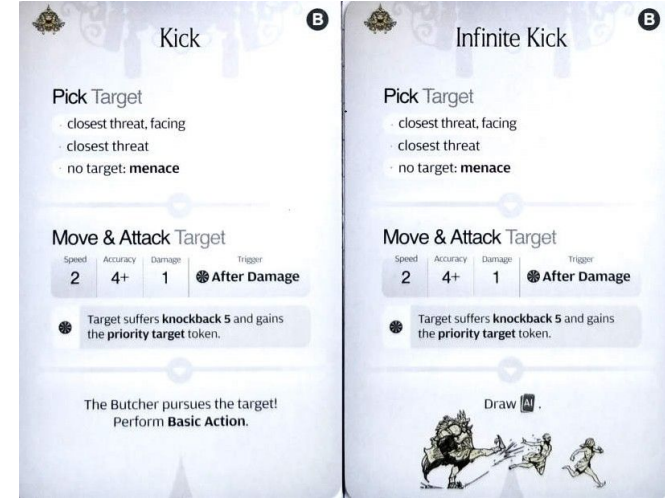 B
Kick
Pick Target
· closest threat, facing
· closest threat
· no target: menace
Move & Attack Target
Speed Accuracy Damage Trigger
2 4+ 1 After Damage
Target suffers knockback 5 and gains
the priority target token.
The Butcher pursues the target!
Perform Basic Action.
B
Infinite Kick
Pick Target
· closest threat, facing
· closest threat
· no target: menace
Move & Attack Target
Speed Accuracy Damage Trigger
2 4+ 1 After Damage
Target suffers knockback 5 and gains
the priority target token.
Draw AI .